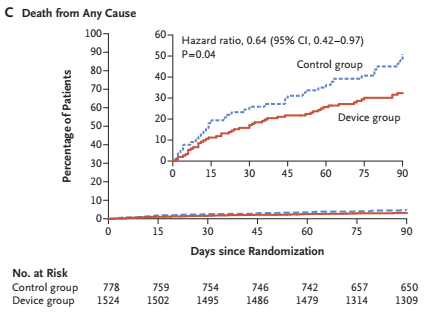 C Death from Any Cause
Percentage of Patients
100
90
80
70
60
50
40
30
20
10
0
60
50
40
30
20
10
0
Hazard ratio, 0.64 (95% CI, 0.42–0.97)
P=0.04
Control group
Device group
0 15 30 45 60 75 90
0 15 30 45 60 75 90
Days since Randomization
No. at Risk
Control group 778 759 754 746 742 657 650
Device group 1524 1502 1495 1486 1479 1314 1309